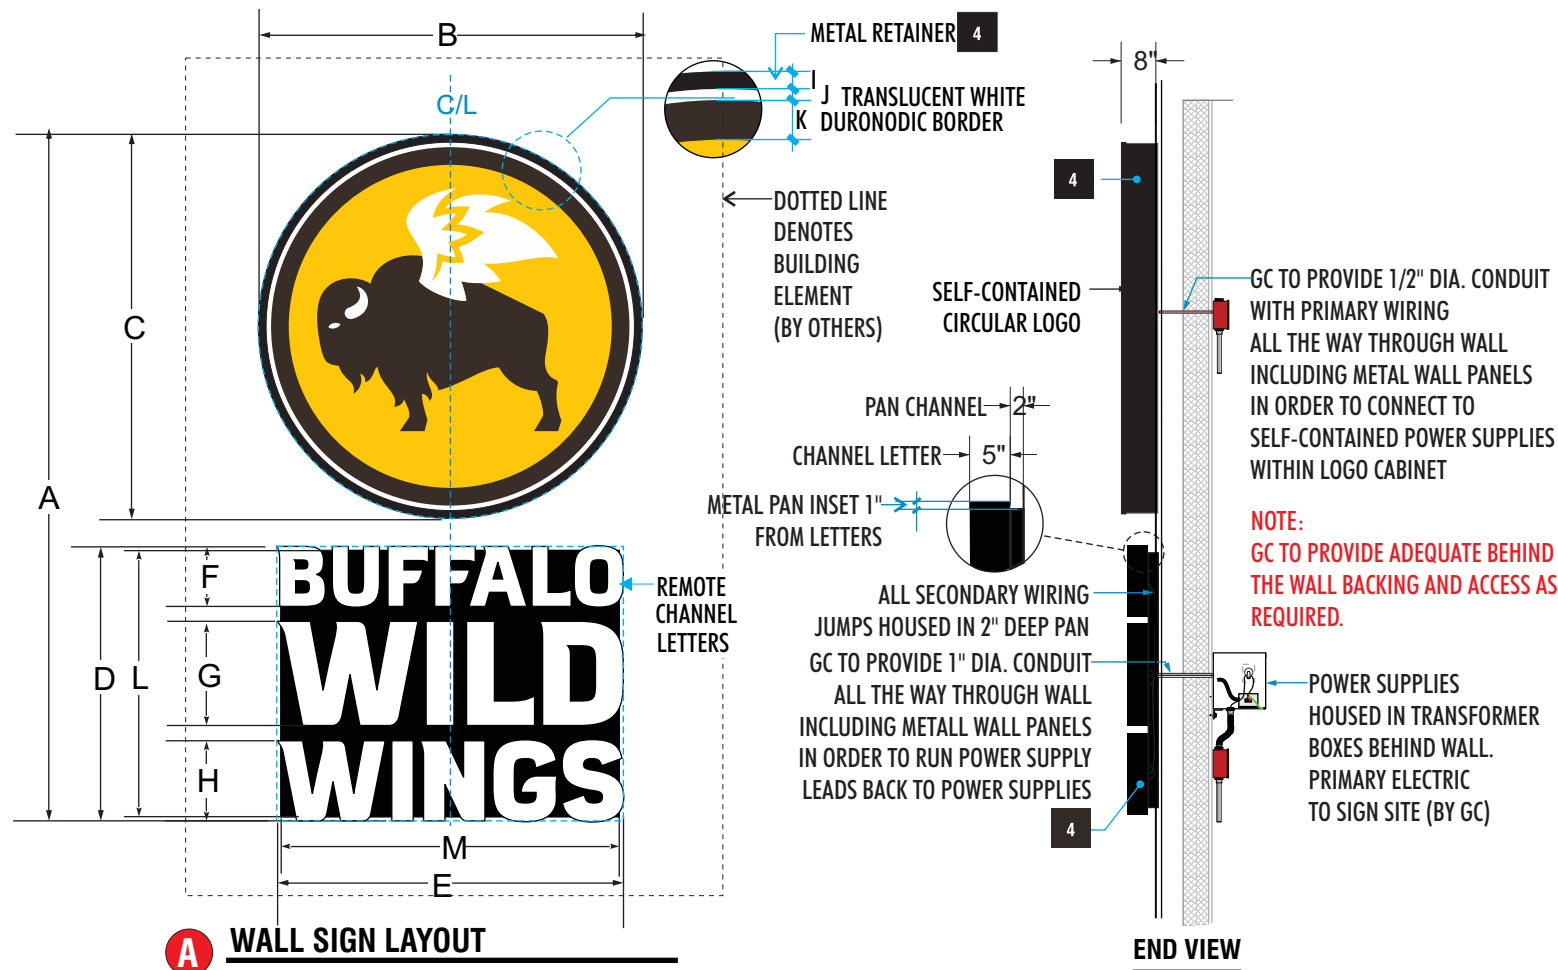 B
METAL RETAINER 4
I
J TRANSLUCENT WHITE
K DURONODIC BORDER
C/L
8"
4
DOTTED LINE
DENOTES
BUILDING
ELEMENT
(BY OTHERS)
SELF-CONTAINED
CIRCULAR LOGO
GC TO PROVIDE 1/2" DIA. CONDUIT
WITH PRIMARY WIRING
ALL THE WAY THROUGH WALL
INCLUDING METAL WALL PANELS
IN ORDER TO CONNECT TO
SELF-CONTAINED POWER SUPPLIES
WITHIN LOGO CABINET
C
A
PAN CHANNEL 2"
CHANNEL LETTER 5"
METAL PAN INSET 1"
FROM LETTERS
NOTE:
GC TO PROVIDE ADEQUATE BEHIND
THE WALL BACKING AND ACCESS AS
REQUIRED.
D
L
F
G
H
BUFFALO
WILD
WINGS
REMOTE
CHANNEL
LETTERS
ALL SECONDARY WIRING
JUMPS HOUSED IN 2" DEEP PAN
GC TO PROVIDE 1" DIA. CONDUIT
ALL THE WAY THROUGH WALL
INCLUDING METALL WALL PANELS
IN ORDER TO RUN POWER SUPPLY
LEADS BACK TO POWER SUPPLIES
4
POWER SUPPLIES
HOUSED IN TRANSFORMER
BOXES BEHIND WALL.
PRIMARY ELECTRIC
TO SIGN SITE (BY GC)
M
E
A WALL SIGN LAYOUT
END VIEW